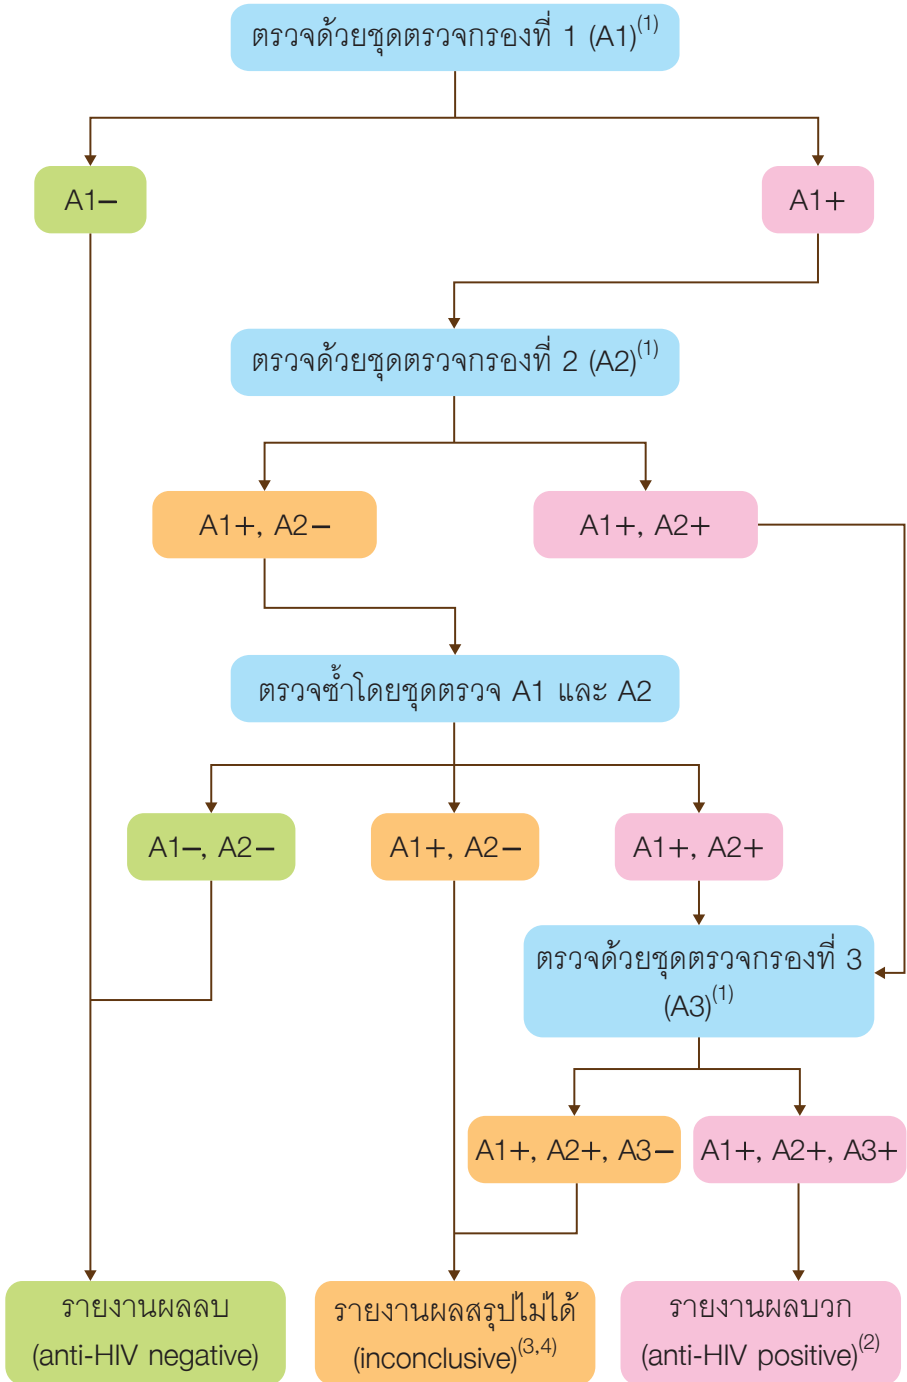 ตรวจด้วยชุดตรวจกรองที่ 1 (A1)(1)
A1–
A1+
ตรวจด้วยชุดตรวจกรองที่ 2 (A2)(1)
A1+, A2–
A1+, A2+
ตรวจซ้ำโดยชุดตรวจ A1 และ A2
A1–, A2–
A1+, A2–
A1+, A2+
ตรวจด้วยชุดตรวจกรองที่ 3
(A3)(1)
A1+, A2+, A3–
A1+, A2+, A3+
รายงานผลลบ
(anti-HIV negative)
รายงานผลสรุปไม่ได้
(inconclusive)(3,4)
รายงานผลบวก
(anti-HIV positive)(2)